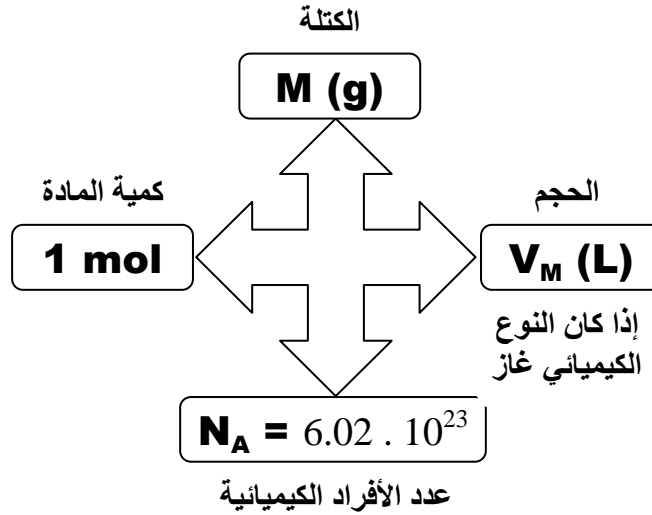 الكتلة
M (g)
كمية المادة
الحجم
1 mol
V_M (L)
إذا كان النوع
الكيميائي غاز
N_A = 6.02 . 10^23
عدد الأفراد الكيميائية